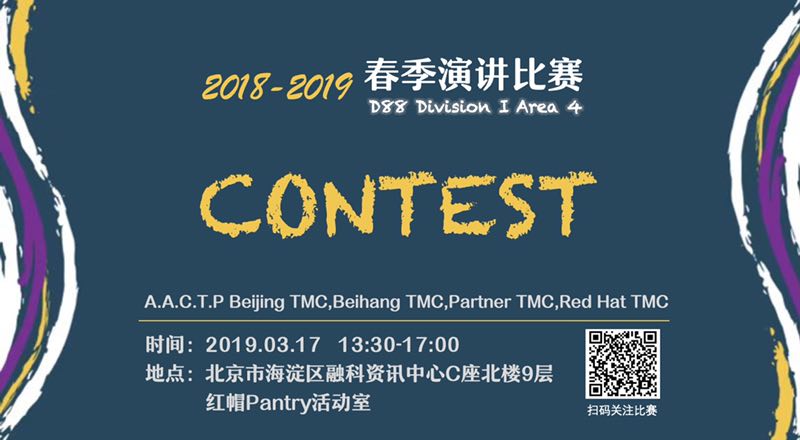 2018-2019 春季演讲比赛
D88 Division I Area 4
CONTEST
A.A.C.T.P Beijing TMC,Beihang TMC,Partner TMC,Red Hat TMC
时间：2019.03.17 13:30-17:00
地点：北京市海淀区融科资讯中心C座北楼9层
红帽Pantry活动室
扫码关注比赛